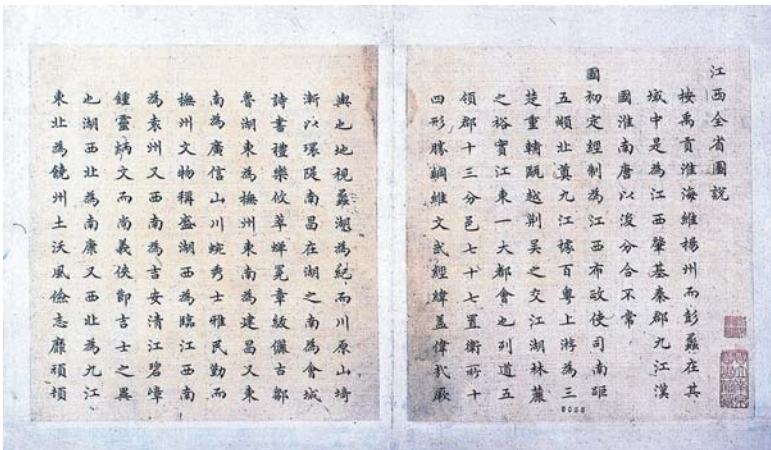 江西全省圖說
按禹貢淮海維楊州而彭蠡在其
域中是為江西肇基秦郡九江漢
國淮南唐以後分合不常
國初定經制為江西布政使司南距
五嶺北奠九江據百粵上游為三
楚重輔甌越荆吳之交江湖林麓
之裕實江東一大都會也列道五
領郡十三分邑七十七置衛所十
四形勝綱維文武經緯蓋偉哉厥
輿也地視蠡湖為紀而川原山埼
漸以環隄南昌在湖之南為會城
詩書禮樂攸萃蟬冕章紱儷古鄒
魯湖東為撫州東南為建昌又東
南為廣信山川婉秀士雅民勤而
撫州文物稱盛湖西為臨江西南
為袁州又西南為吉安清江碧嶂
鍾靈炳文而尚義俠節吉士之異
也湖西北為南康又西北為九江
東北為饒州土沃風儉志靡頑頓
8055